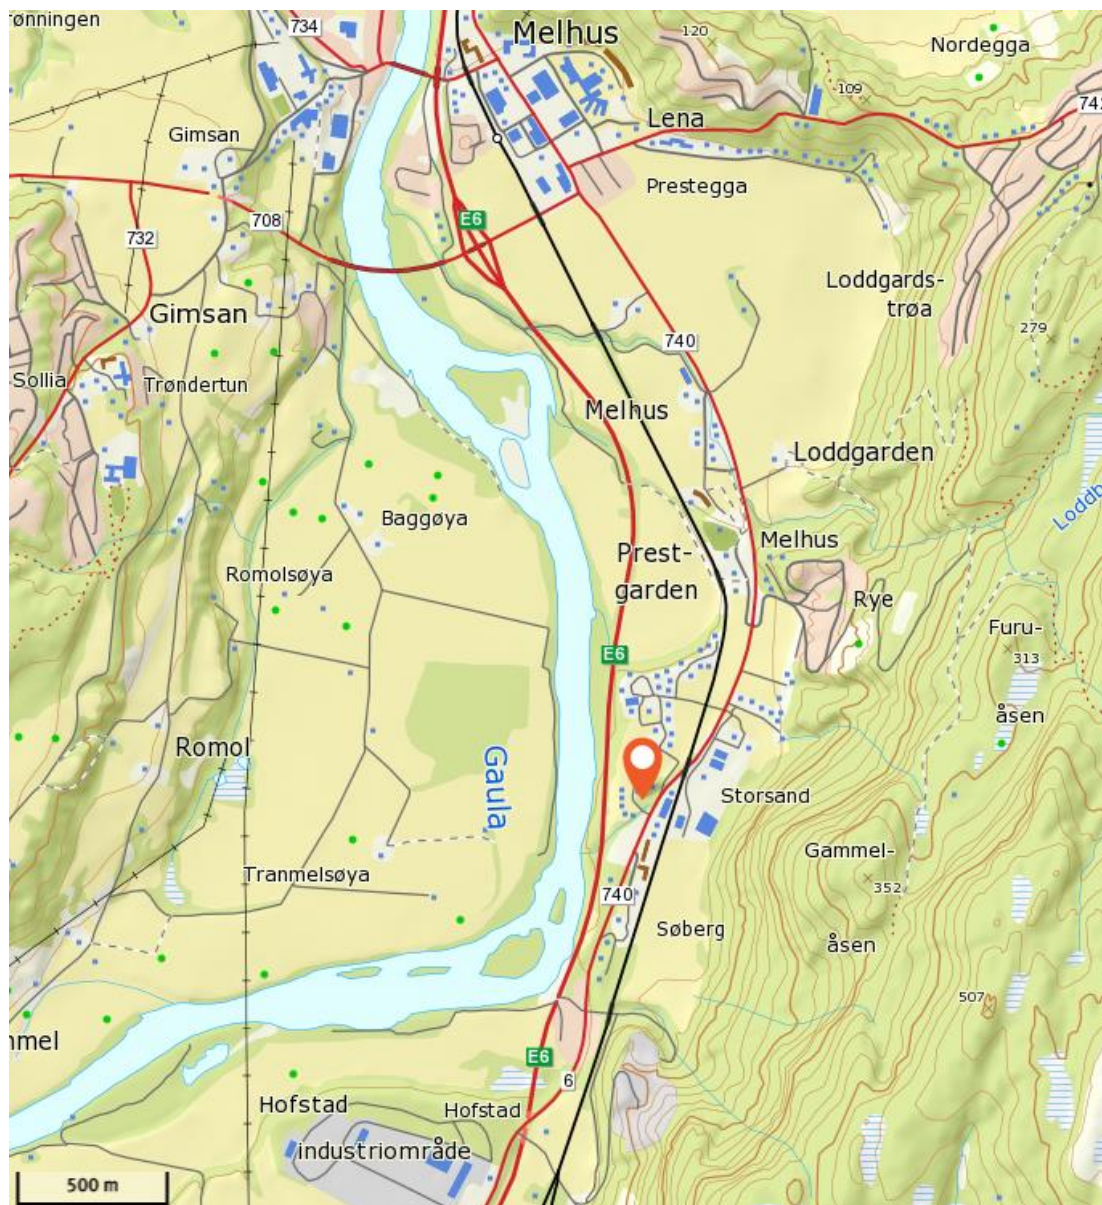 ønningen
734
Melhus
120
Nordegga
109
Lena
Gimsan
Prestegga
E6
708
732
Loddgards-
trøa
Gimsan
279
740
Sollia
Trøndertun
Melhus
Loddgarden
Baggøya
Loddb
Prest-
garden
Melhus
Romolsøya
Rye
Furu-
313
E6
åsen
Romol
Gaula
Storsand
Gammel-
352
Tranmelsøya
740
Søberg
åsen
507
mmel
E6
6
Hofstad
industriområde
Hofstad
500 m